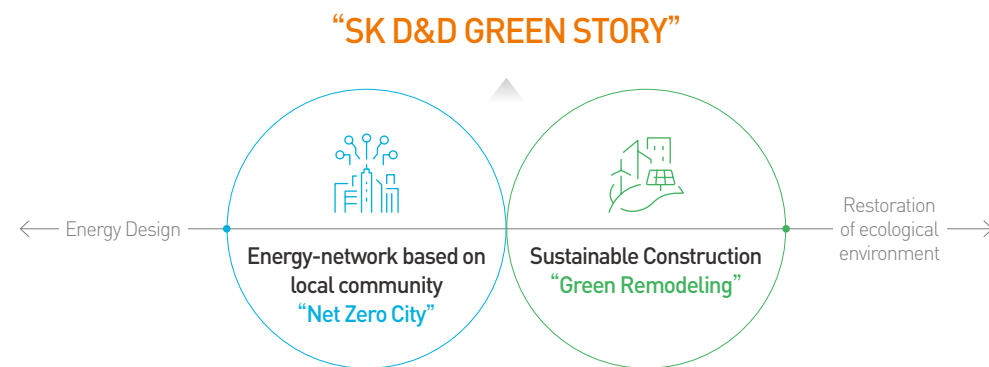 “SK D&D GREEN STORY”
Energy Design
Energy-network based on
local community
“Net Zero City”
Sustainable Construction
“Green Remodeling”
Restoration
of ecological
environment